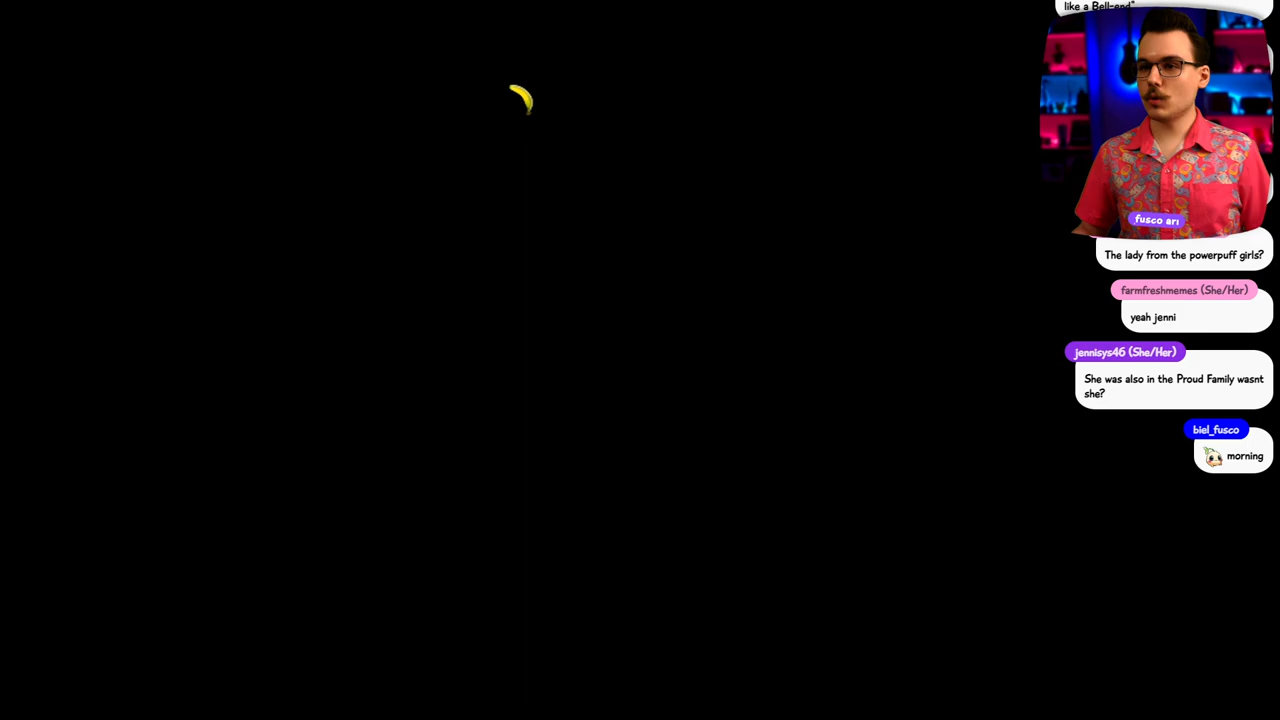 like a Bell-end"
fusco ari
The lady from the powerpuff girls?
farmfreshmemes (She/Her)
yeah jenni
jennisys46 (She/Her)
She was also in the Proud Family wasnt
she?
biel_fusco
morning